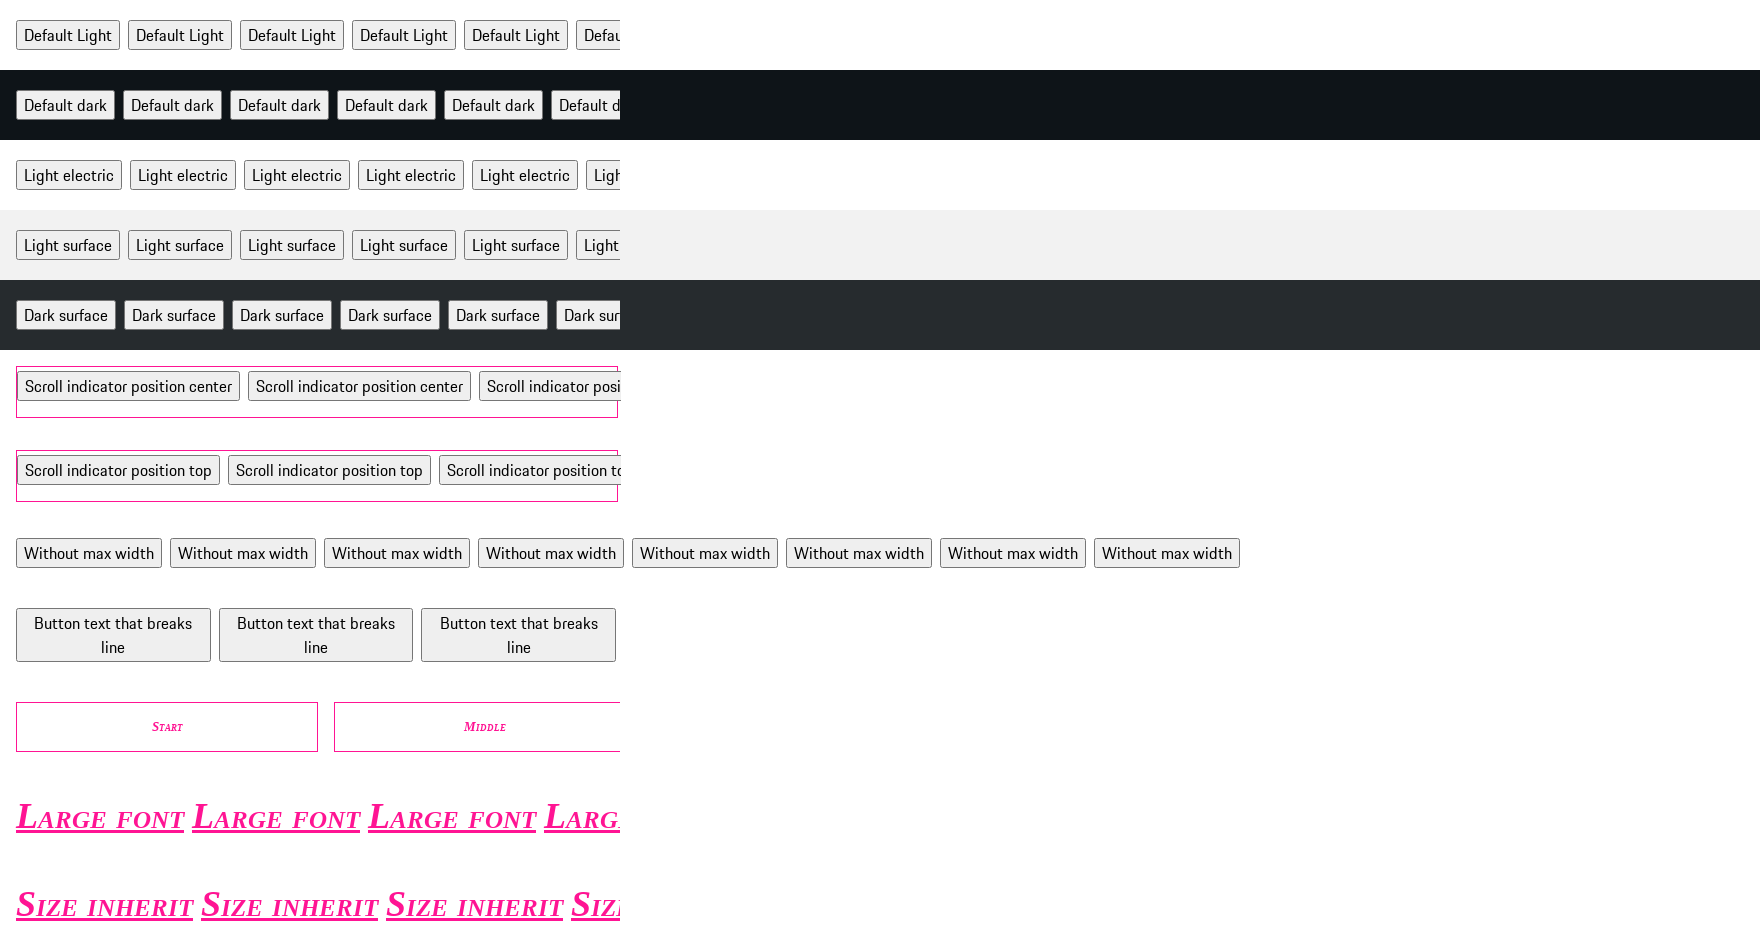 Default Light Default Light Default Light Default Light Default Light Defau
Default dark Default dark Default dark Default dark Default dark Default d
Light electric Light electric Light electric Light electric Light electric Ligh
Light surface Light surface Light surface Light surface Light surface Light
Dark surface Dark surface Dark surface Dark surface Dark surface Dark sur
Scroll indicator position center Scroll indicator position center Scroll indicator posi
Scroll indicator position top Scroll indicator position top Scroll indicator position to
Without max width Without max width Without max width Without max width Without max width Without max width Without max width Without max width
Button text that breaks Button text that breaks Button text that breaks
line line line
Start Middle
Large font Large font Large font Larg
Size inherit Size inherit Size inherit Siz